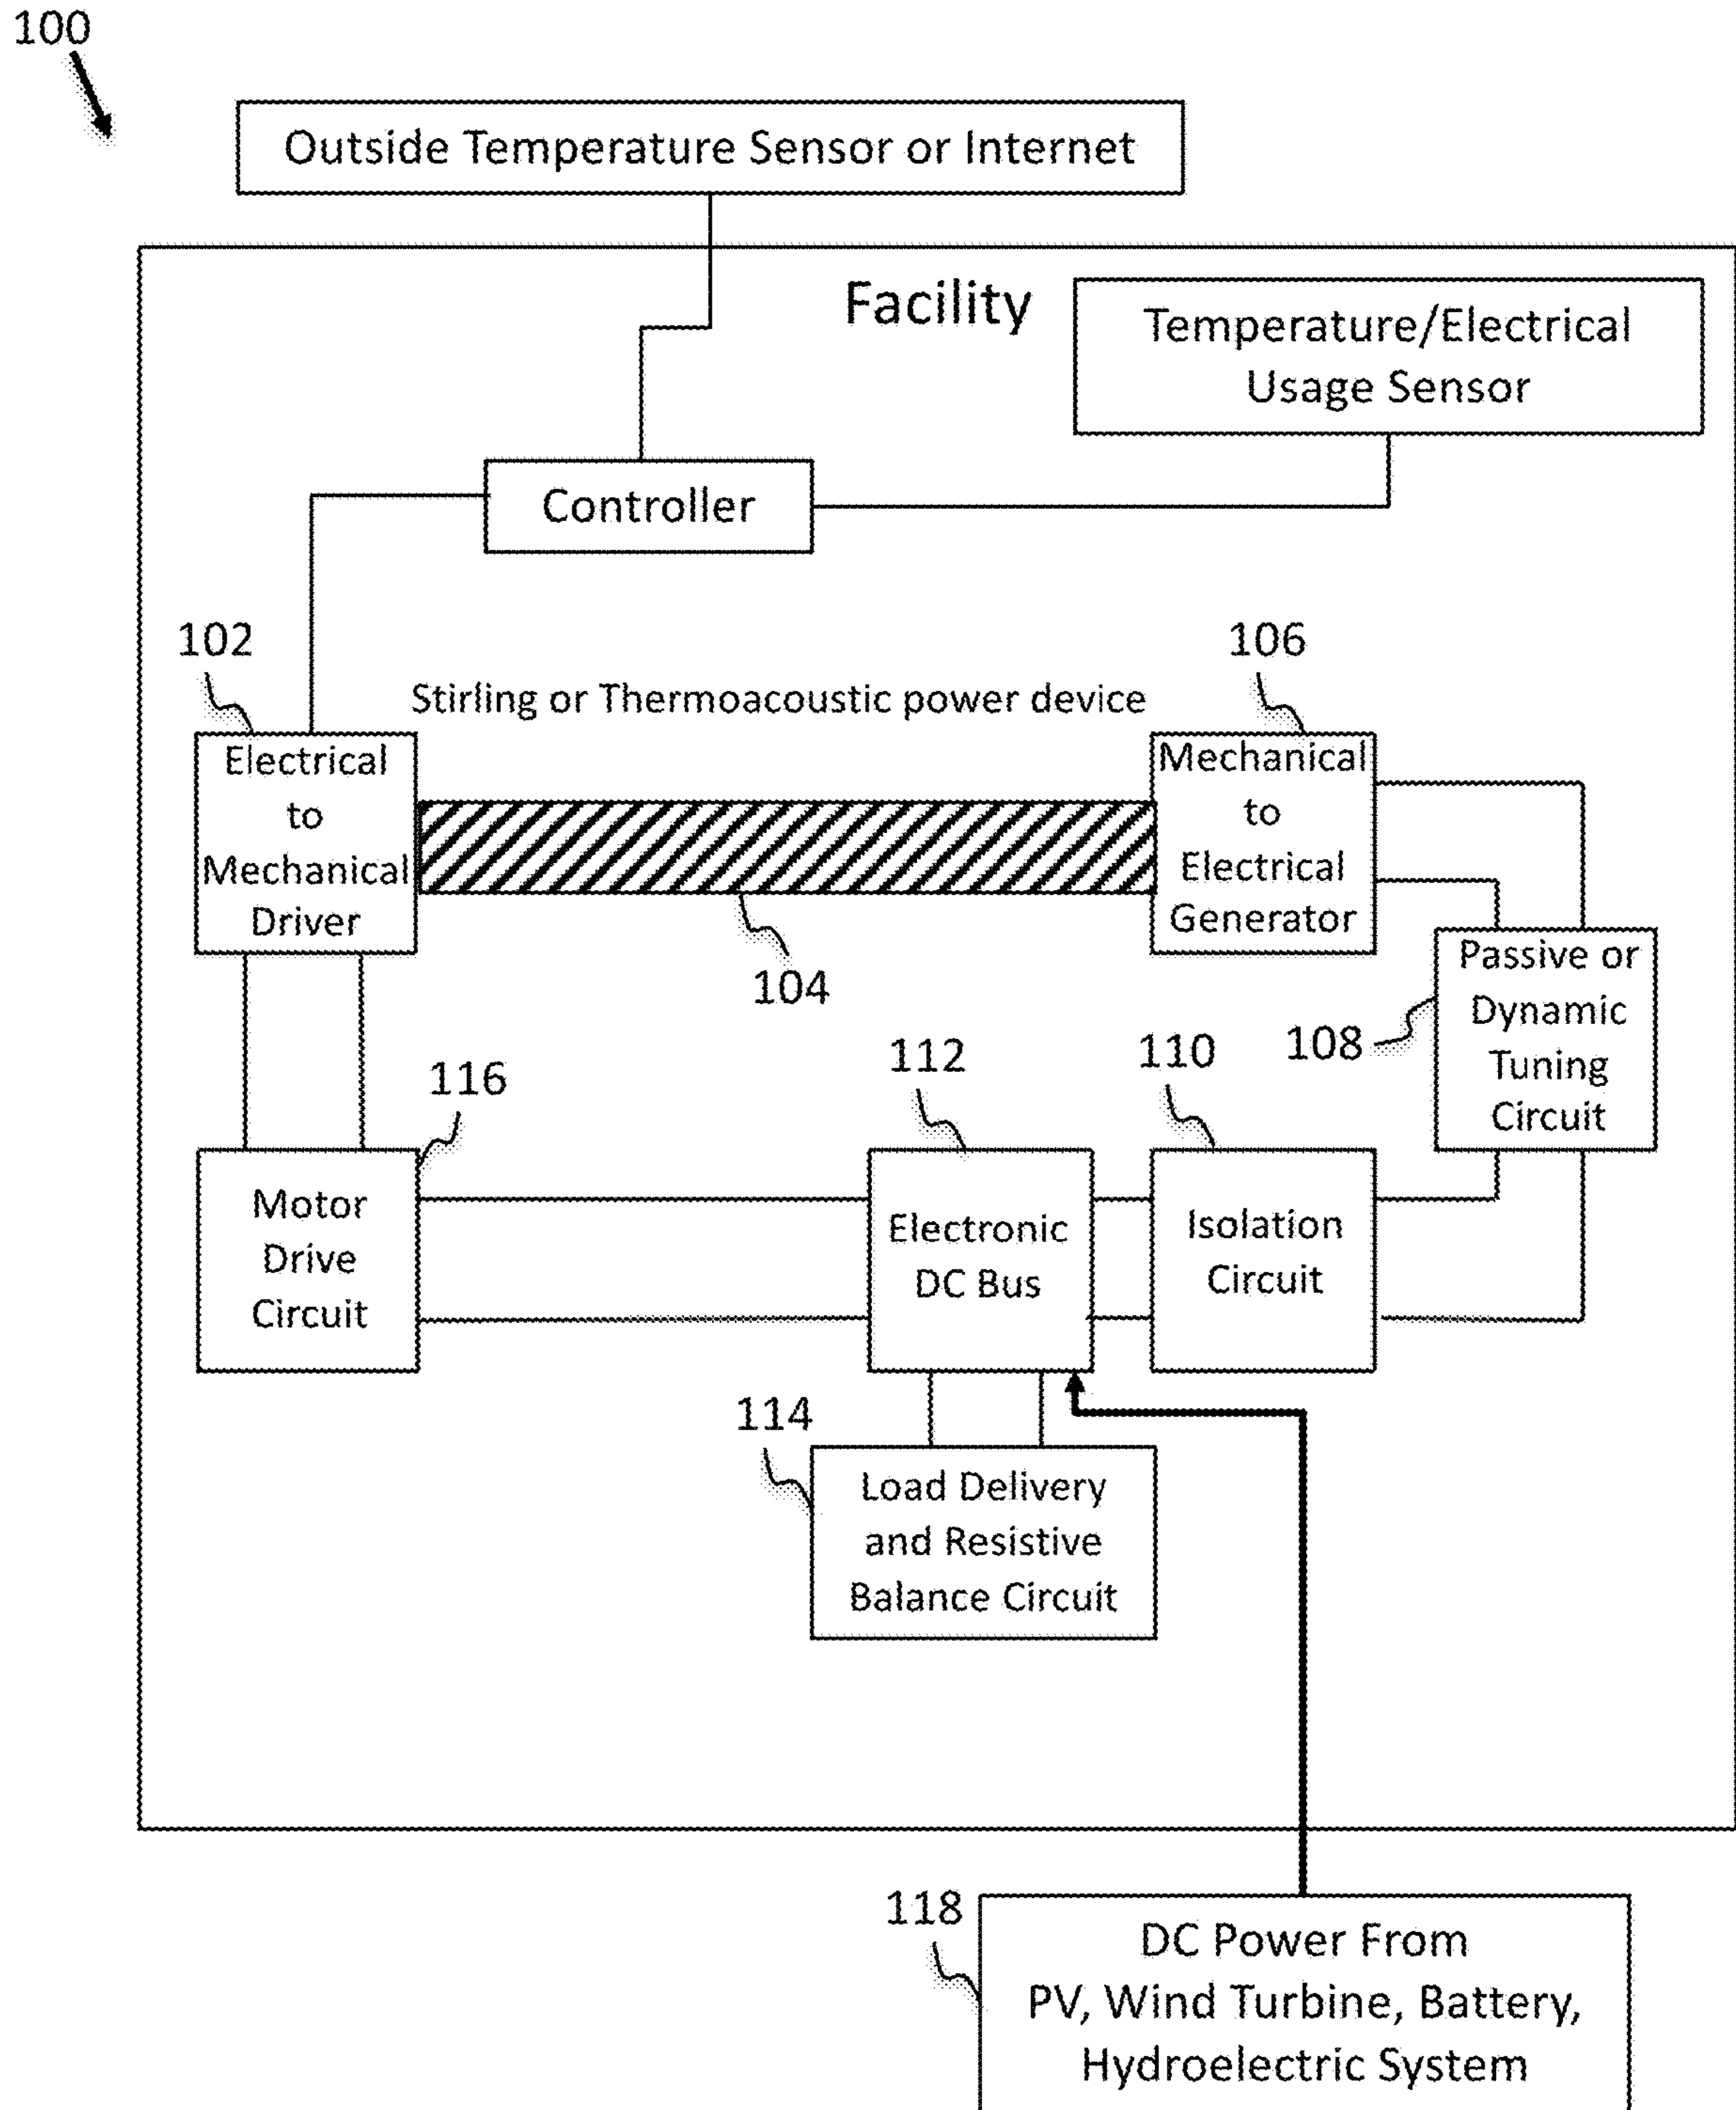 100
Outside Temperature Sensor or Internet
Facility
Temperature/Electrical
Usage Sensor
Controller
102
106
Stirling or Thermoacoustic power device
Electrical
to
Mechanical
Driver
Mechanical
to
Electrical
Generator
104
Passive or
Dynamic
Tuning
Circuit
108
112
110
116
Motor
Drive
Circuit
Electronic
DC Bus
Isolation
Circuit
114
Load Delivery
and Resistive
Balance Circuit
118
DC Power From
PV, Wind Turbine, Battery,
Hydroelectric System